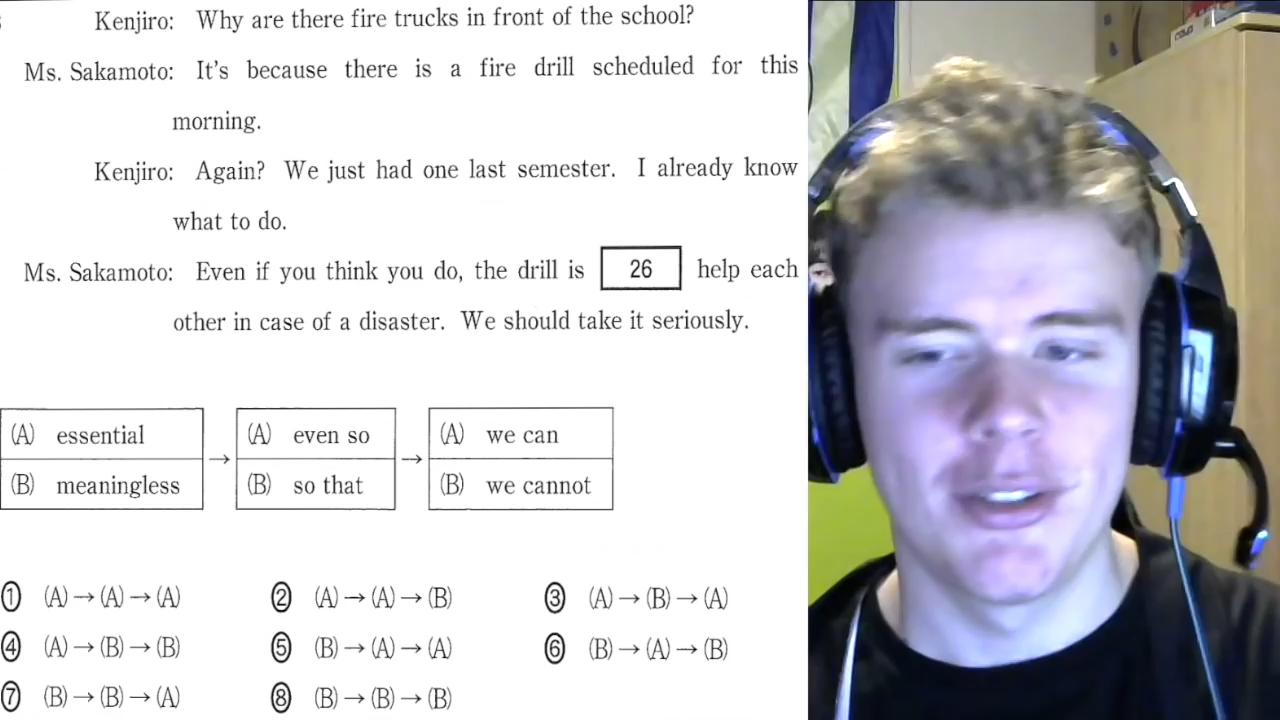 Kenjiro: Why are there fire trucks in front of the school?
Ms. Sakamoto: It's because there is a fire drill scheduled for this
morning.
Kenjiro: Again? We just had one last semester. I already know
what to do.
Ms. Sakamoto: Even if you think you do, the drill is 26 help each
other in case of a disaster. We should take it seriously.
(A) essential → (A) even so → (A) we can
(B) meaningless (B) so that (B) we cannot
① (A) → (A) → (A) ② (A) → (A) → (B) ③ (A) → (B) → (A)
④ (A) → (B) → (B) ⑤ (B) → (A) → (A) ⑥ (B) → (A) → (B)
⑦ (B) → (B) → (A) ⑧ (B) → (B) → (B)